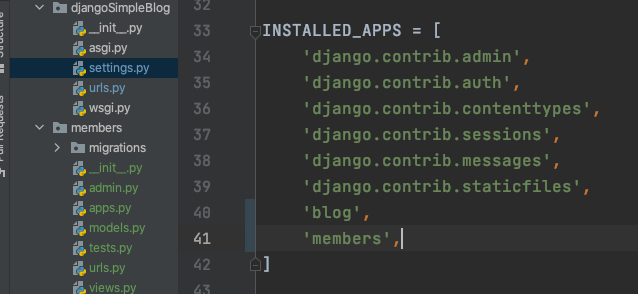 djangoSimpleBlog
__init__.py
asgi.py
settings.py
urls.py
wsgi.py
members
migrations
__init__.py
admin.py
apps.py
models.py
tests.py
urls.py
views.py
Structure
Pull Requests
32
33 INSTALLED_APPS = [
34 'django.contrib.admin',
35 'django.contrib.auth',
36 'django.contrib.contenttypes',
37 'django.contrib.sessions',
38 'django.contrib.messages',
39 'django.contrib.staticfiles',
40 'blog',
41 'members',
42 ]
43